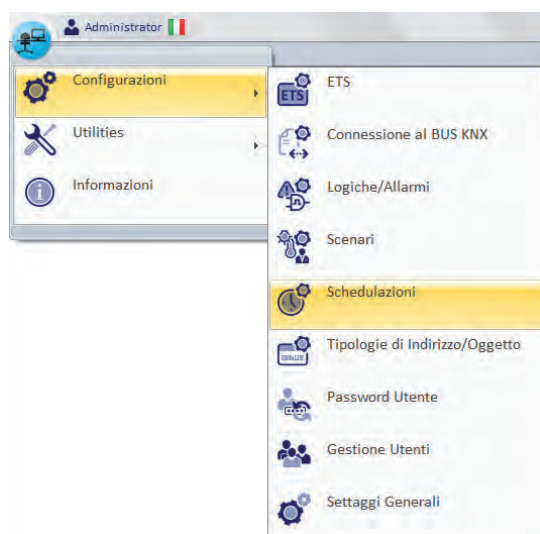 Administrator
Configurazioni
Utilities
Informazioni
ETS
ETS
Connessione al BUS KNX
Logiche/Allarmi
Scenari
Schedulazioni
Tipologie di Indirizzo/Oggetto
Password Utente
Gestione Utenti
Settaggi Generali